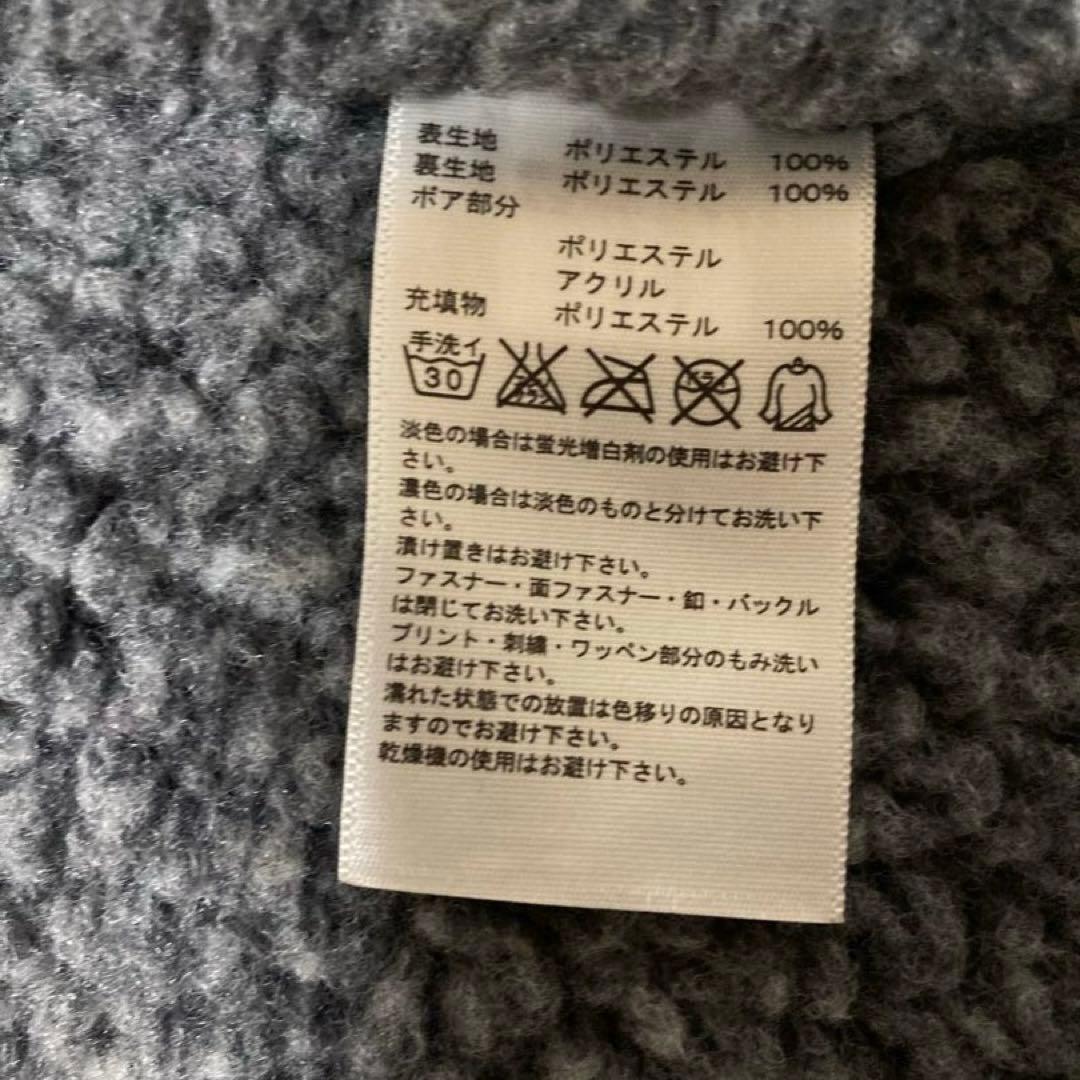 表生地 ポリエステル 100%
裏生地 ポリエステル 100%
ボア部分
ポリエステル
アクリル
充填物 ポリエステル 100%
手洗イ
30
淡色の場合は蛍光増白剤の使用はお避け下
さい。
濃色の場合は淡色のものと分けてお洗い下
さい。
漬け置きはお避け下さい。
ファスナー・面ファスナー・釦・バックル
は閉じてお洗い下さい。
プリント・刺繍・ワッペン部分のもみ洗い
はお避け下さい。
濡れた状態での放置は色移りの原因となり
ますのでお避け下さい。
乾燥機の使用はお避け下さい。